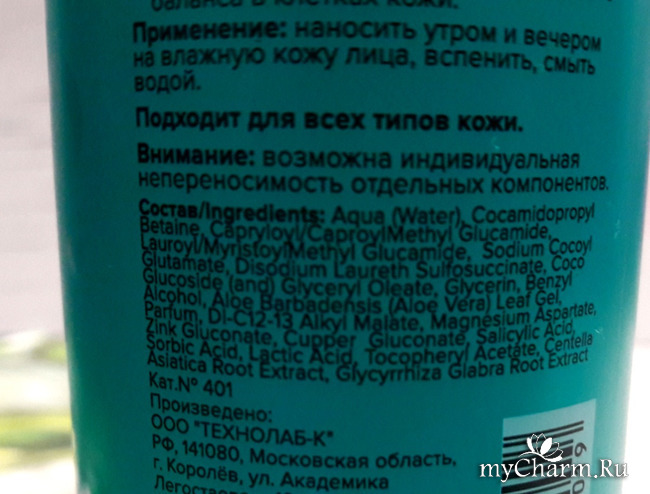 баланса в клетках кожи.
Применение: наносить утром и вечером
на влажную кожу лица, вспенить, смыть
водой.
Подходит для всех типов кожи.
Внимание: возможна индивидуальная
непереносимость отдельных компонентов.
Состав/Ingredients: Aqua (Water), Cocamidopropyl
Betaine, Capryloyl/CaproylMethyl Glucamide,
Lauroyl/MyristoylMethyl Glucamide, Sodium Cocoyl
Glutamate, Disodium Laureth Sulfosuccinate, Coco
Glucoside (and) Glyceryl Oleate, Glycerin, Benzyl
Alcohol, Aloe Barbadensis (Aloe Vera) Leaf Gel,
Parfum, DI-C12-13 Alkyl Malate, Magnesium Aspartate,
Zink Gluconate, Cupper Gluconate, Salicylic Acid,
Sorbic Acid, Lactic Acid, Tocopheryl Acetate, Centella
Asiatica Root Extract, Glycyrrhiza Glabra Root Extract
Кат.№ 401
Произведено:
ООО "ТЕХНОЛАБ-К"
РФ, 141080, Московская область,
г. Королёв, ул. Академика
myCharm.Ru